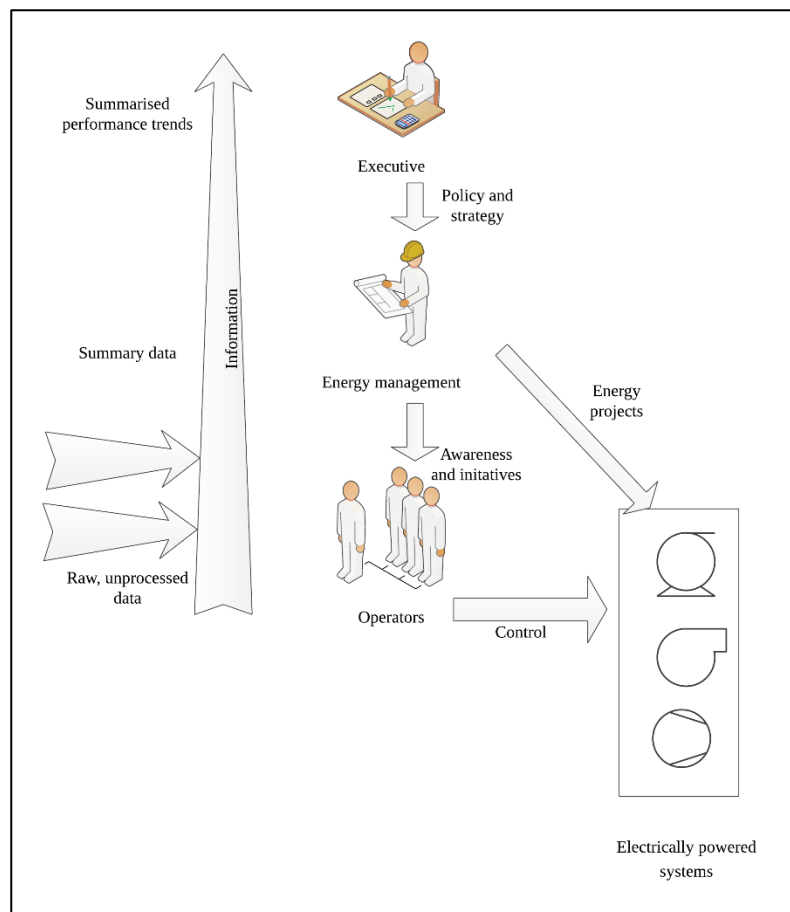 Summarised
performance trends
Executive
Policy and
strategy
Information
Summary data
Energy management
Energy
projects
Awareness
and initatives
Raw, unprocessed
data
Operators
Control
Electrically powered
systems